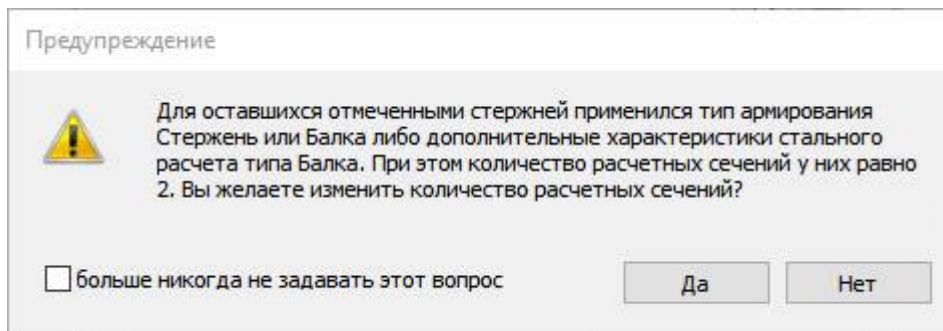 Предупреждение
Для оставшихся отмеченными стержней применился тип армирования
Стержень или Балка либо дополнительные характеристики стального
расчета типа Балка. При этом количество расчетных сечений у них равно
2. Вы желаете изменить количество расчетных сечений?
больше никогда не задавать этот вопрос
Да
Нет